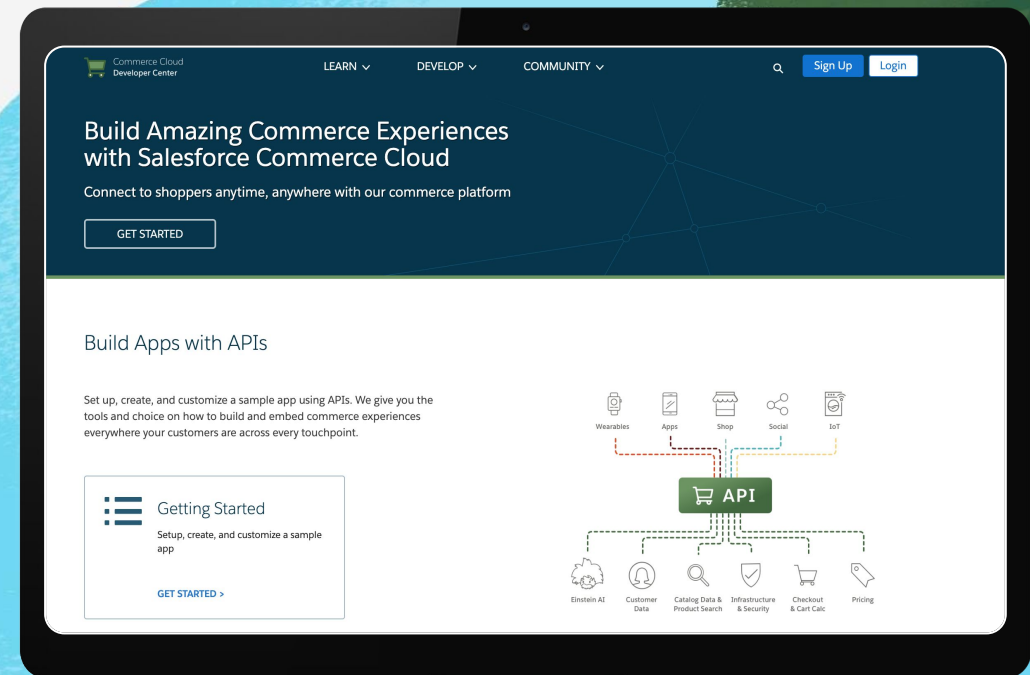 Commerce Cloud
Developer Center
LEARN
DEVELOP
COMMUNITY
Sign Up
Login
Build Amazing Commerce Experiences
with Salesforce Commerce Cloud
Connect to shoppers anytime, anywhere with our commerce platform
GET STARTED
Build Apps with APIs
Set up, create, and customize a sample app using APIs. We give you the
tools and choice on how to build and embed commerce experiences
everywhere your customers are across every touchpoint.
Getting Started
Setup, create, and customize a sample
app
GET STARTED >
Wearables
Apps
Shop
Social
IoT
API
Einstein AI
Customer
Data
Catalog Data &
Product Search
Infrastructure
& Security
Checkout
& Cart Calc
Pricing